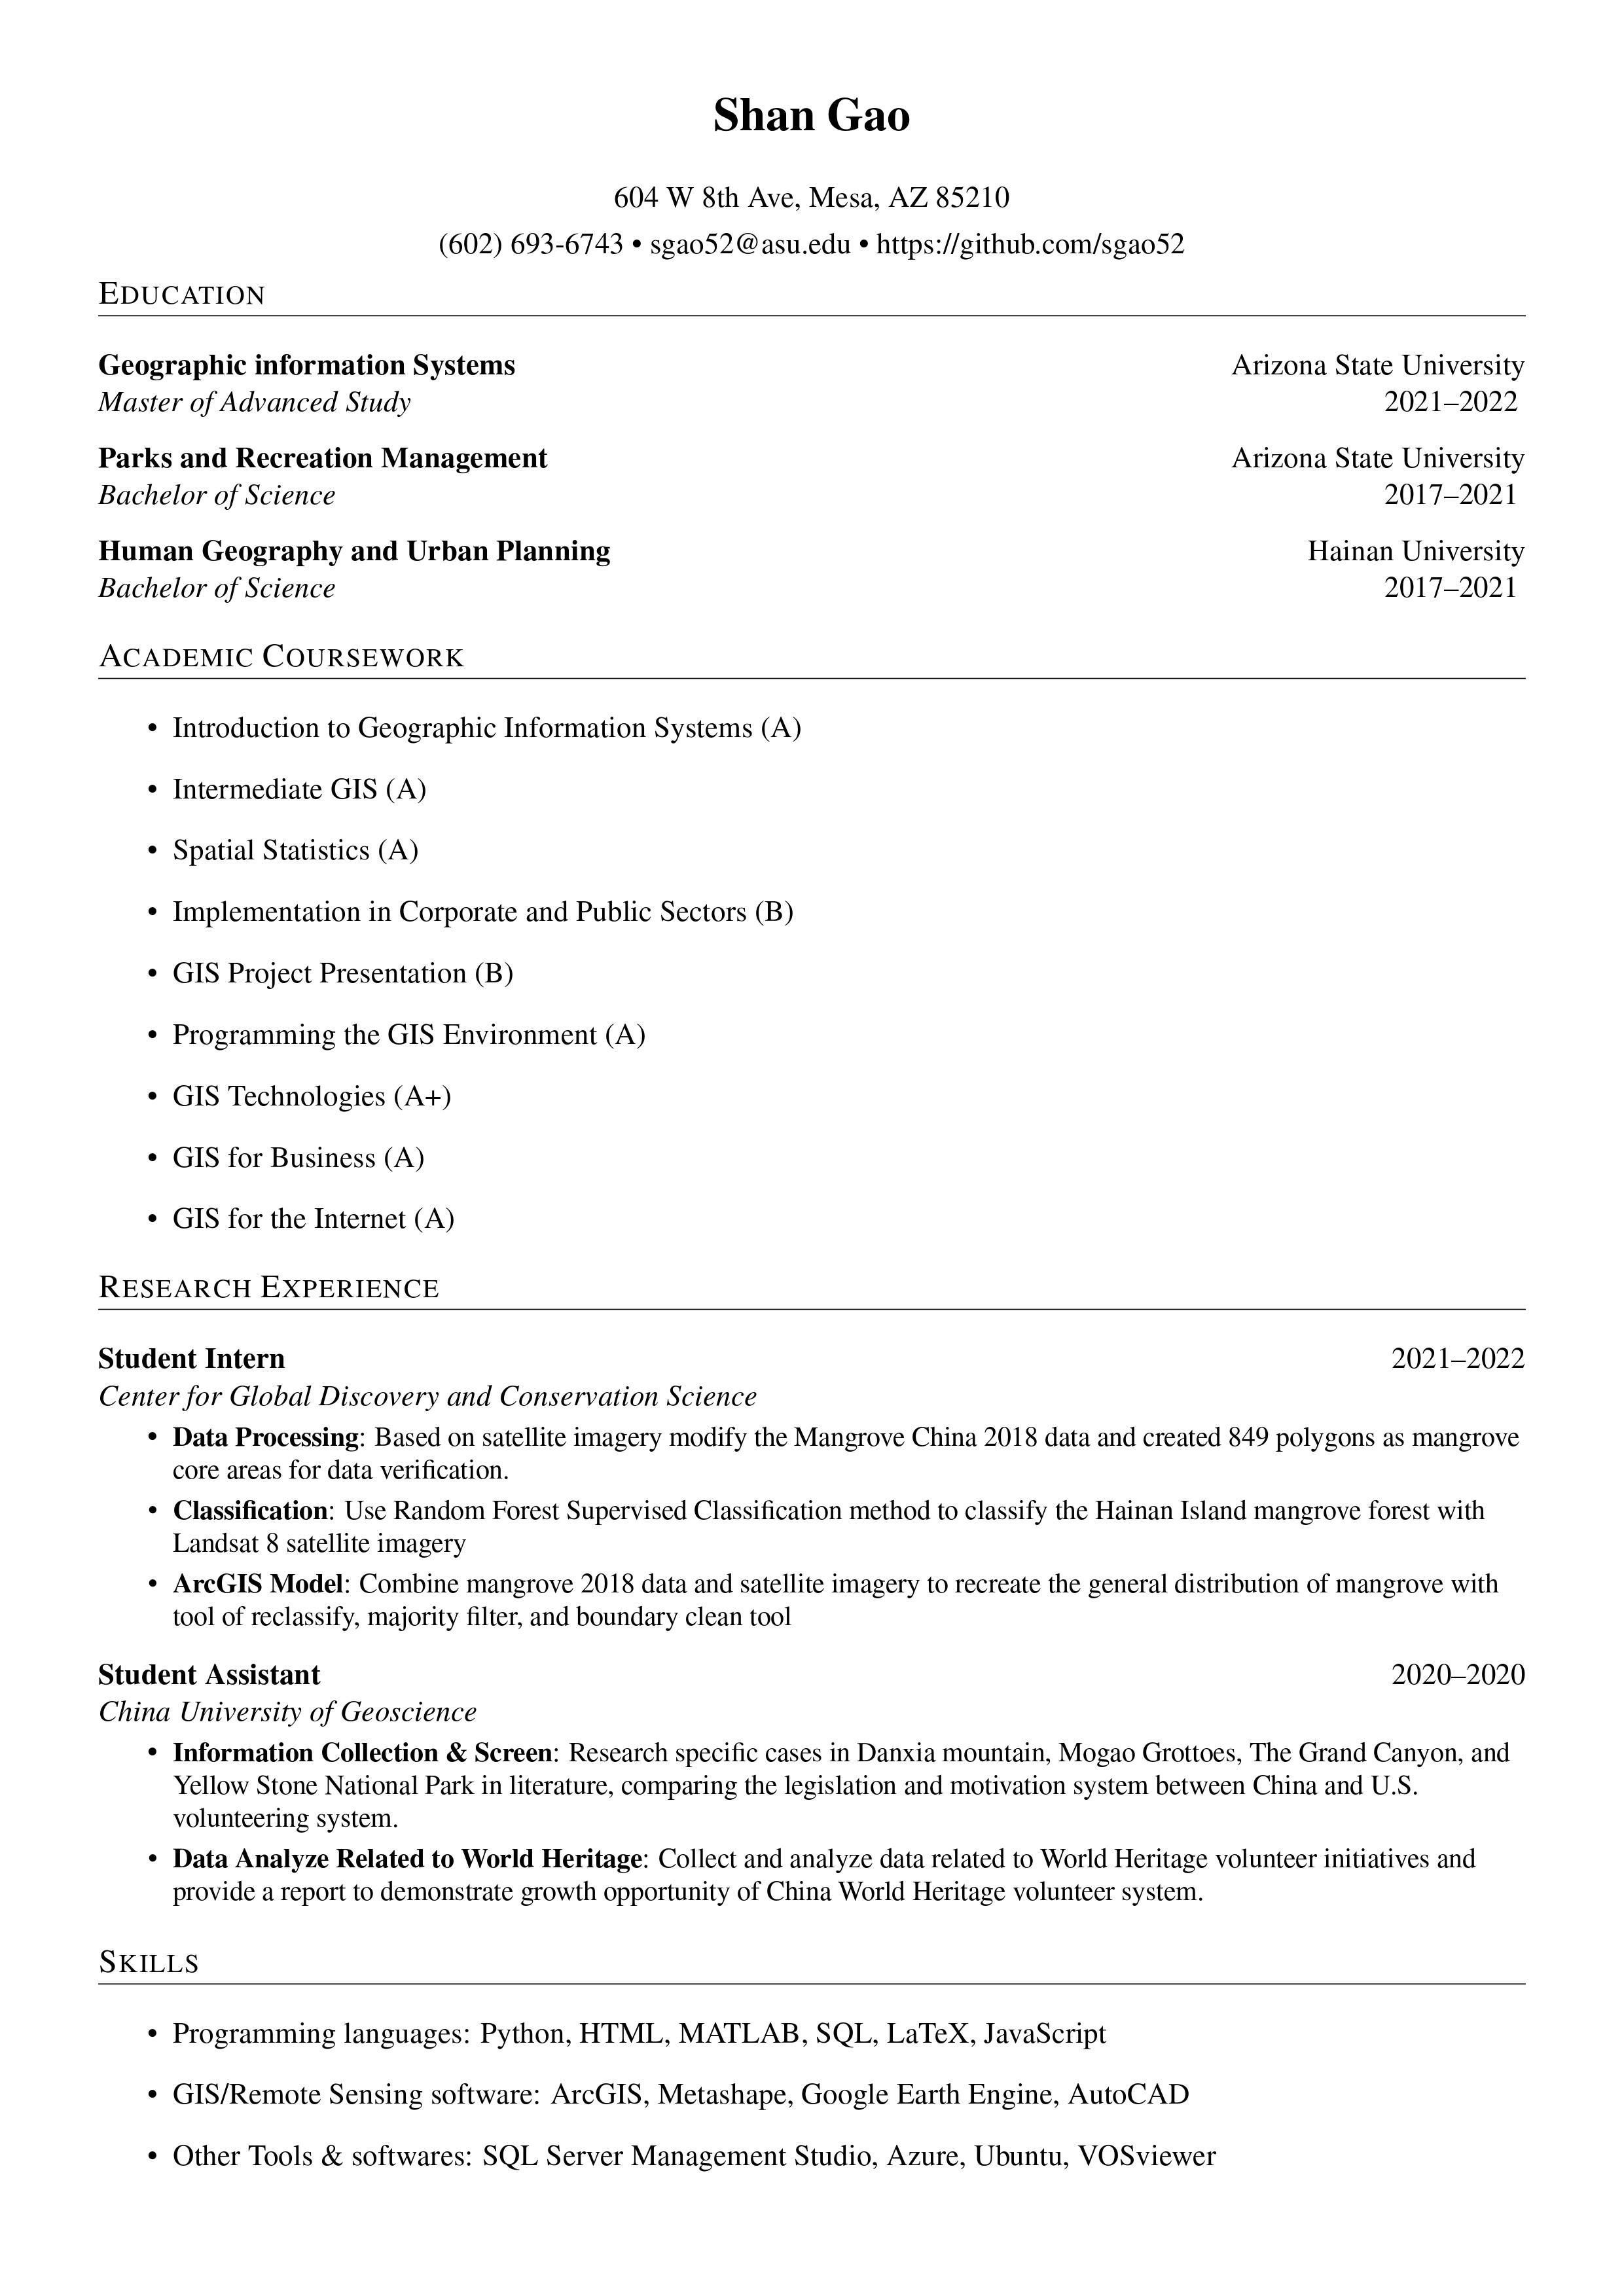 Shan Gao
604 W 8th Ave, Mesa, AZ 85210
(602) 693-6743 • sgao52@asu.edu • https://github.com/sgao52
EDUCATION
Geographic information Systems Arizona State University
Master of Advanced Study 2021–2022
Parks and Recreation Management Arizona State University
Bachelor of Science 2017–2021
Human Geography and Urban Planning Hainan University
Bachelor of Science 2017–2021
ACADEMIC COURSEWORK
• Introduction to Geographic Information Systems (A)
• Intermediate GIS (A)
• Spatial Statistics (A)
• Implementation in Corporate and Public Sectors (B)
• GIS Project Presentation (B)
• Programming the GIS Environment (A)
• GIS Technologies (A+)
• GIS for Business (A)
• GIS for the Internet (A)
RESEARCH EXPERIENCE
Student Intern 2021–2022
Center for Global Discovery and Conservation Science
• Data Processing: Based on satellite imagery modify the Mangrove China 2018 data and created 849 polygons as mangrove
core areas for data verification.
• Classification: Use Random Forest Supervised Classification method to classify the Hainan Island mangrove forest with
Landsat 8 satellite imagery
• ArcGIS Model: Combine mangrove 2018 data and satellite imagery to recreate the general distribution of mangrove with
tool of reclassify, majority filter, and boundary clean tool
Student Assistant 2020–2020
China University of Geoscience
• Information Collection & Screen: Research specific cases in Danxia mountain, Mogao Grottoes, The Grand Canyon, and
Yellow Stone National Park in literature, comparing the legislation and motivation system between China and U.S.
volunteering system.
• Data Analyze Related to World Heritage: Collect and analyze data related to World Heritage volunteer initiatives and
provide a report to demonstrate growth opportunity of China World Heritage volunteer system.
SKILLS
• Programming languages: Python, HTML, MATLAB, SQL, LaTeX, JavaScript
• GIS/Remote Sensing software: ArcGIS, Metashape, Google Earth Engine, AutoCAD
• Other Tools & softwares: SQL Server Management Studio, Azure, Ubuntu, VOSviewer